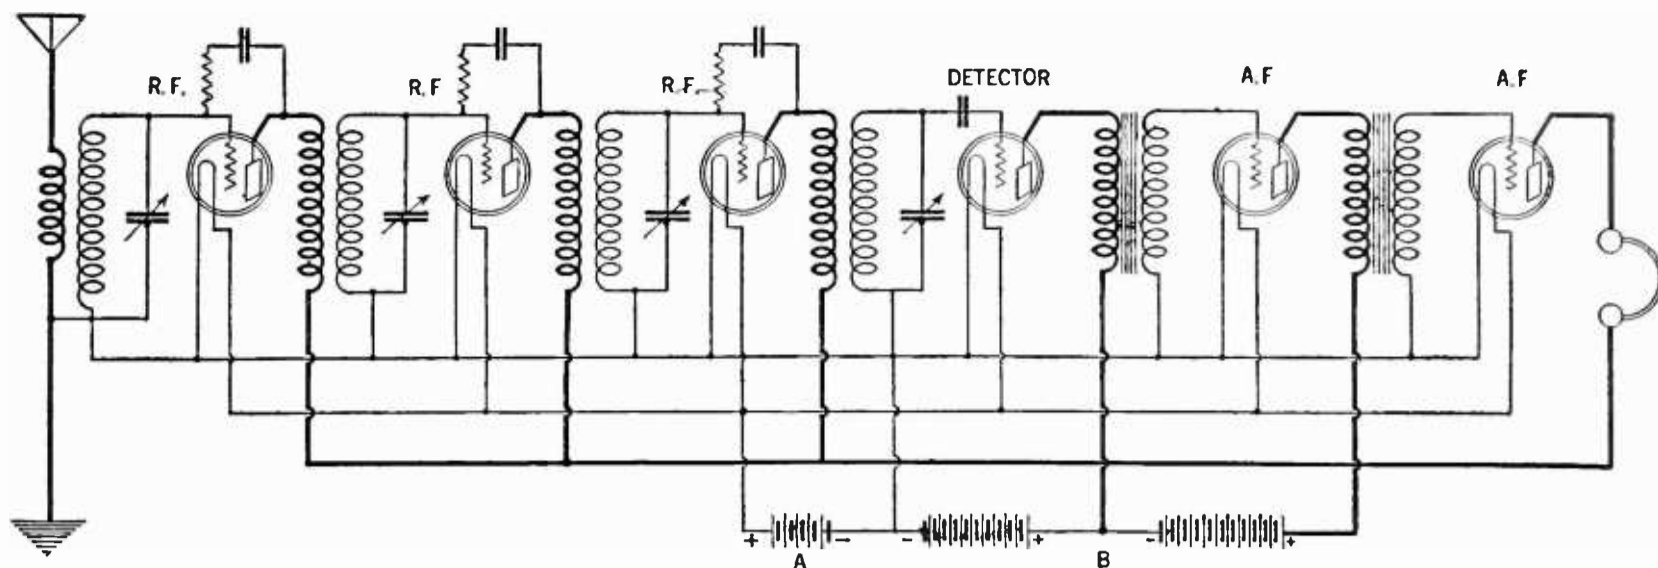 R.F.
R.F
R.F.
DETECTOR
A.F
A.F
+ - - + - +
A
B